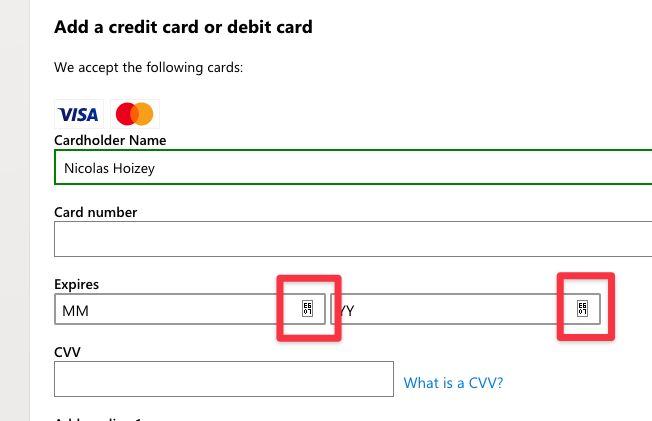 Add a credit card or debit card
We accept the following cards:
VISA
Cardholder Name
Nicolas Hoizey
Card number
Expires
MM YY
CVV
What is a CVV?